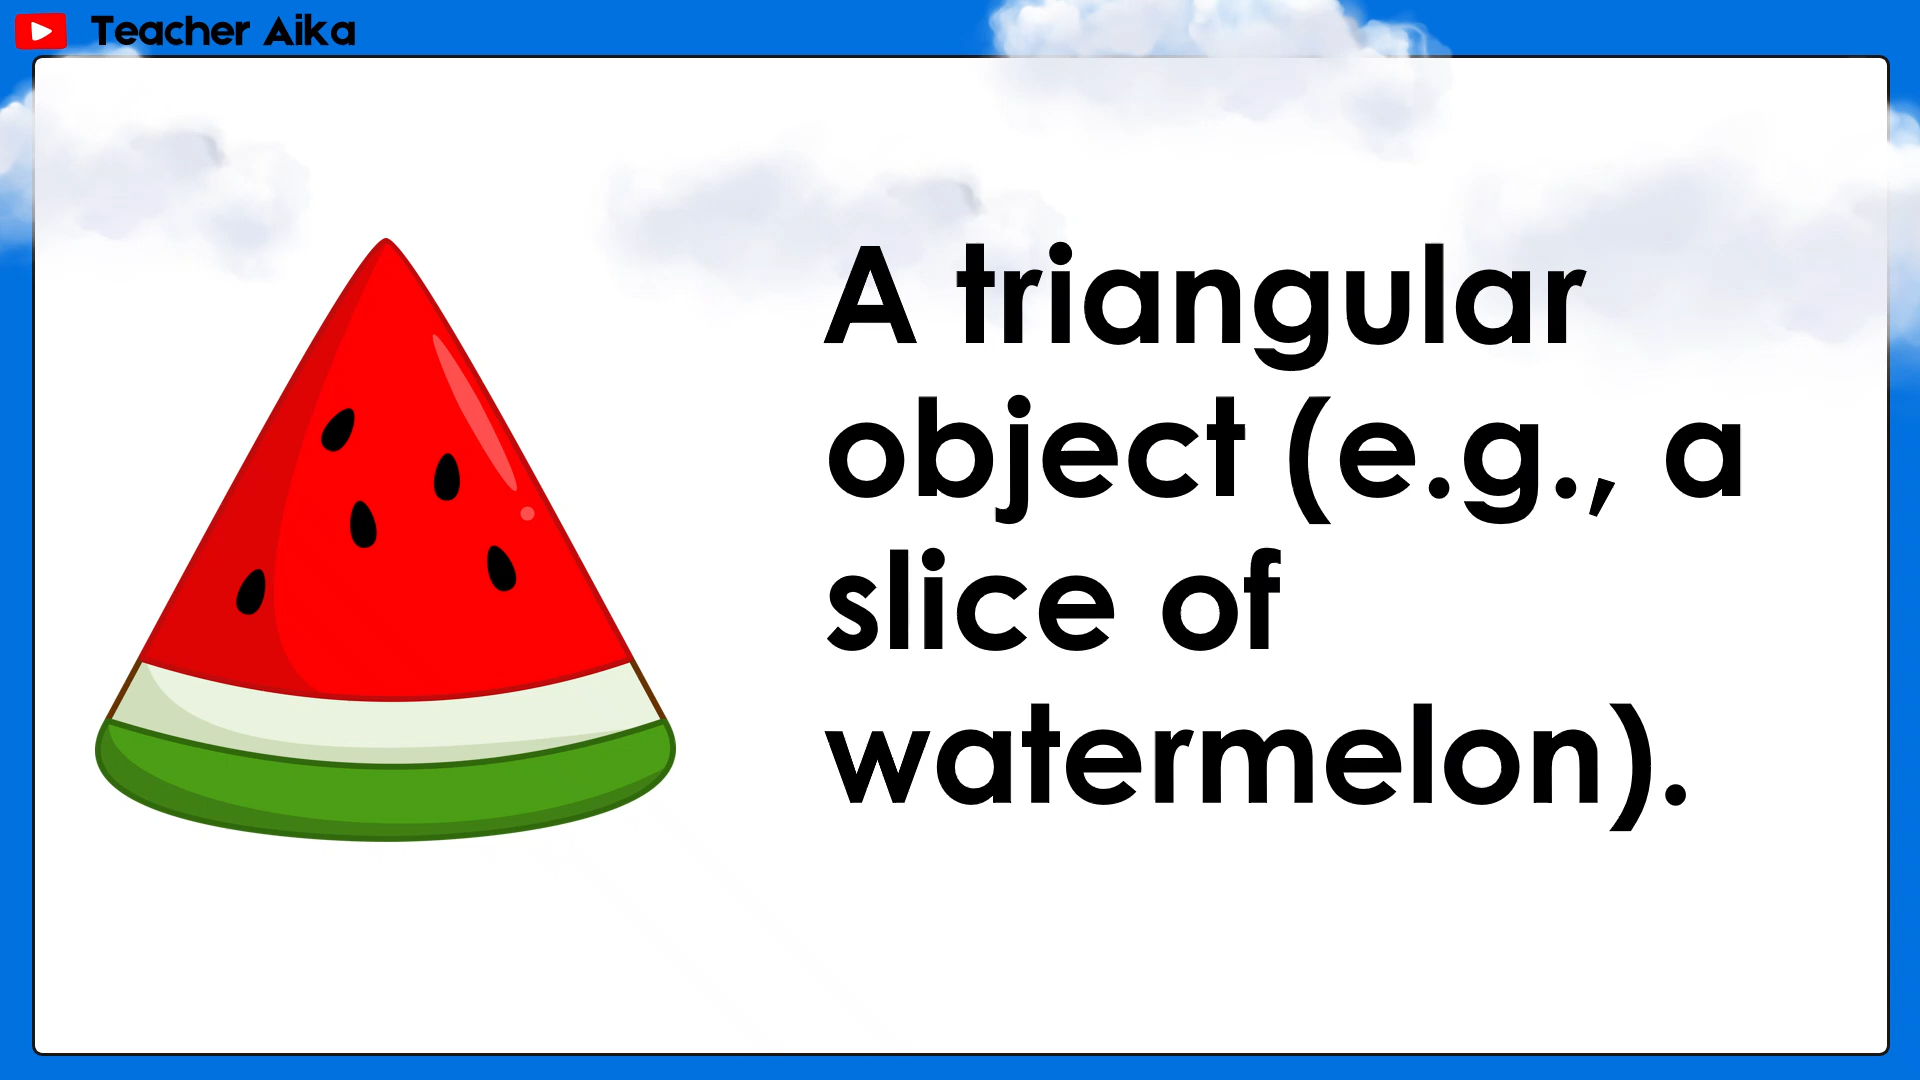 Teacher Aika
A triangular
object (e.g., a
slice of
watermelon).